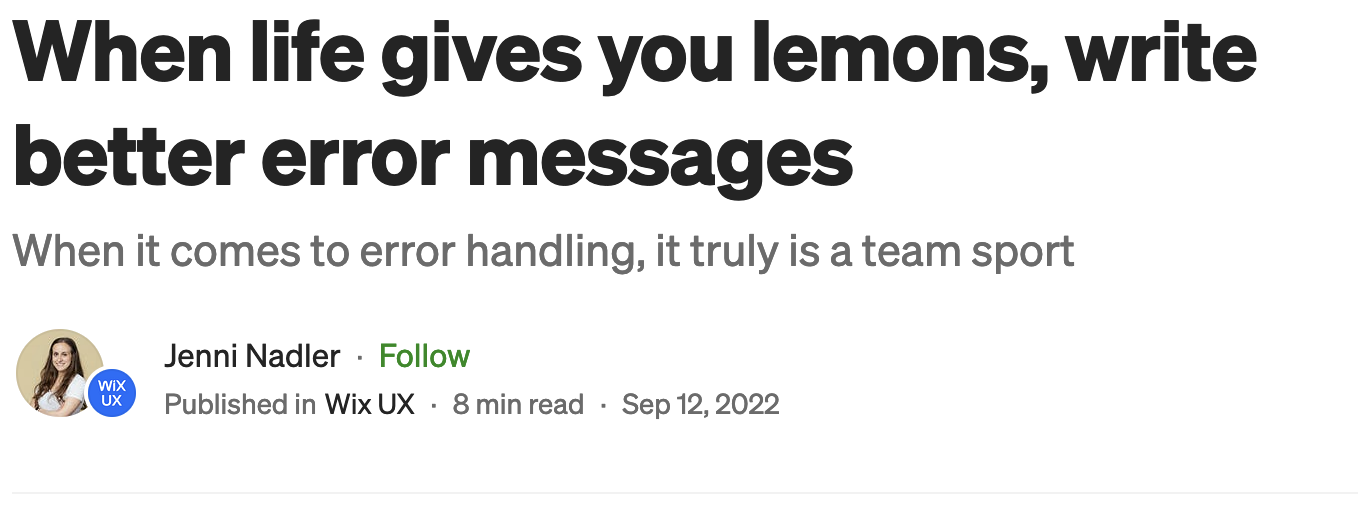 When life gives you lemons, write
better error messages
When it comes to error handling, it truly is a team sport
Jenni Nadler · Follow
WiX
UX
Published in Wix UX · 8 min read · Sep 12, 2022